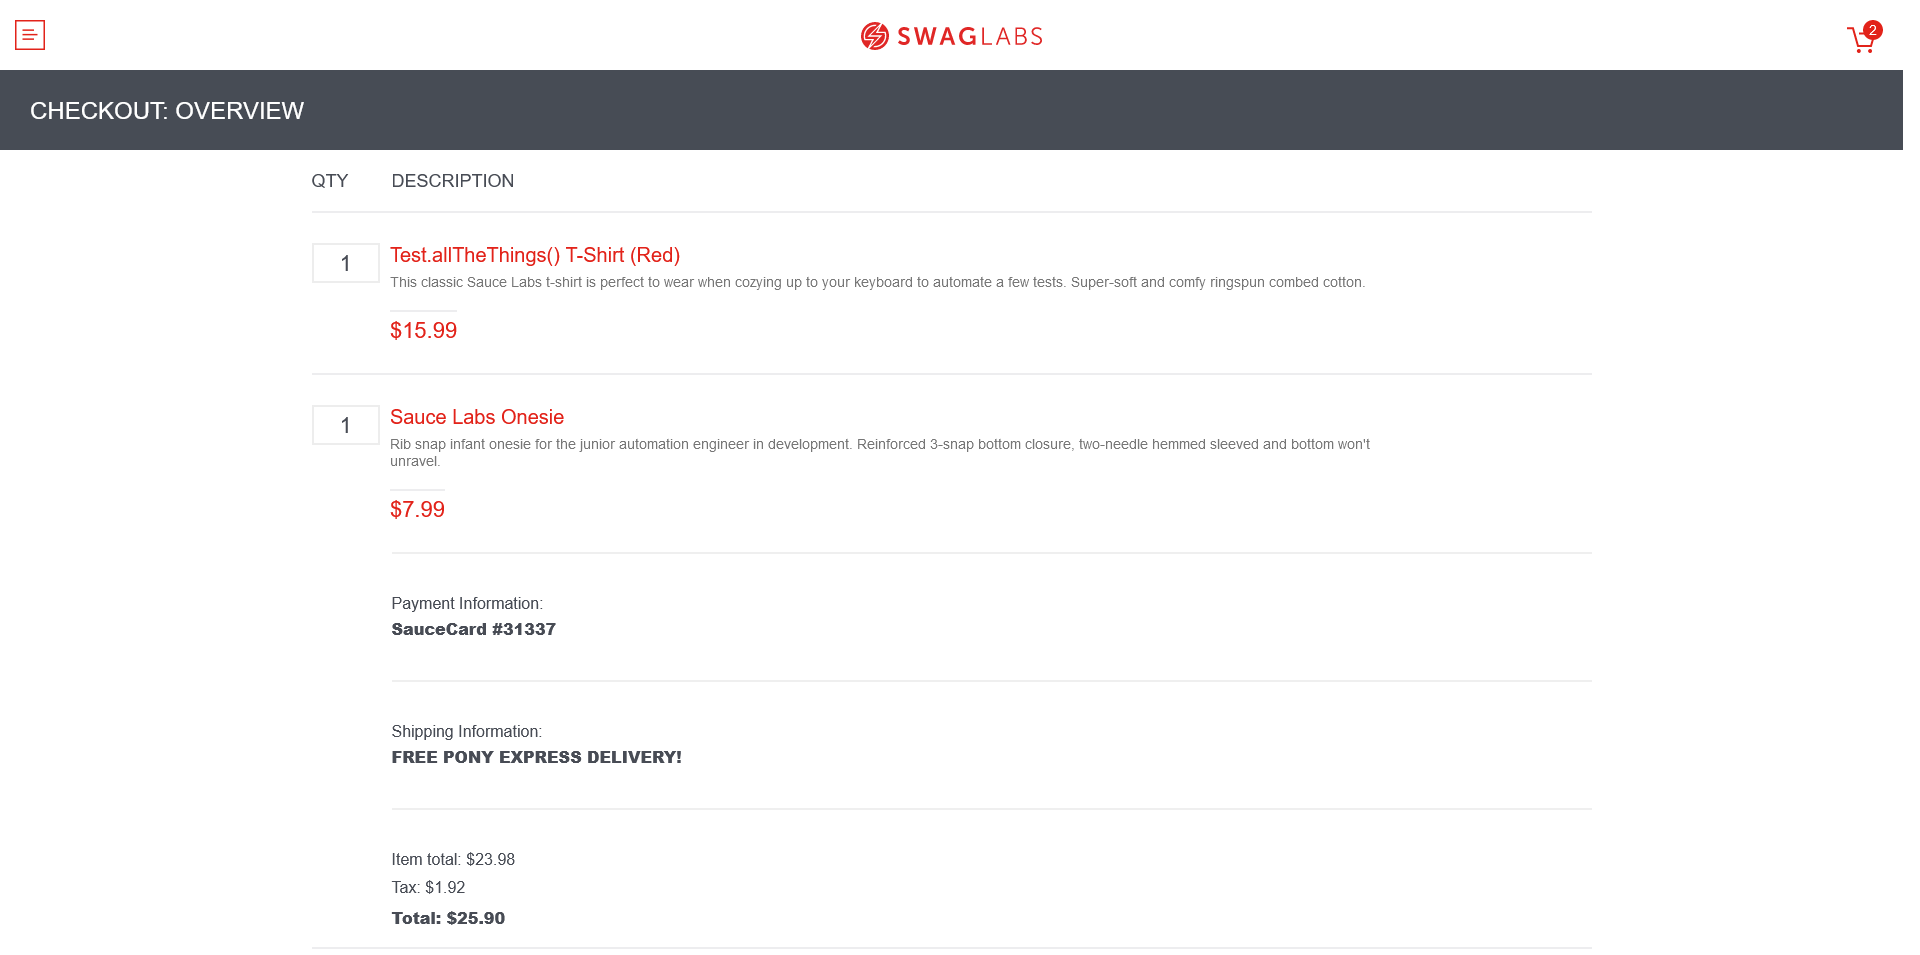 SWAGLABS
2
CHECKOUT: OVERVIEW
QTY DESCRIPTION
1 Test.allTheThings() T-Shirt (Red)
This classic Sauce Labs t-shirt is perfect to wear when cozying up to your keyboard to automate a few tests. Super-soft and comfy ringspun combed cotton.
$15.99
1 Sauce Labs Onesie
Rib snap infant onesie for the junior automation engineer in development. Reinforced 3-snap bottom closure, two-needle hemmed sleeved and bottom won't
unravel.
$7.99
Payment Information:
SauceCard #31337
Shipping Information:
FREE PONY EXPRESS DELIVERY!
Item total: $23.98
Tax: $1.92
Total: $25.90